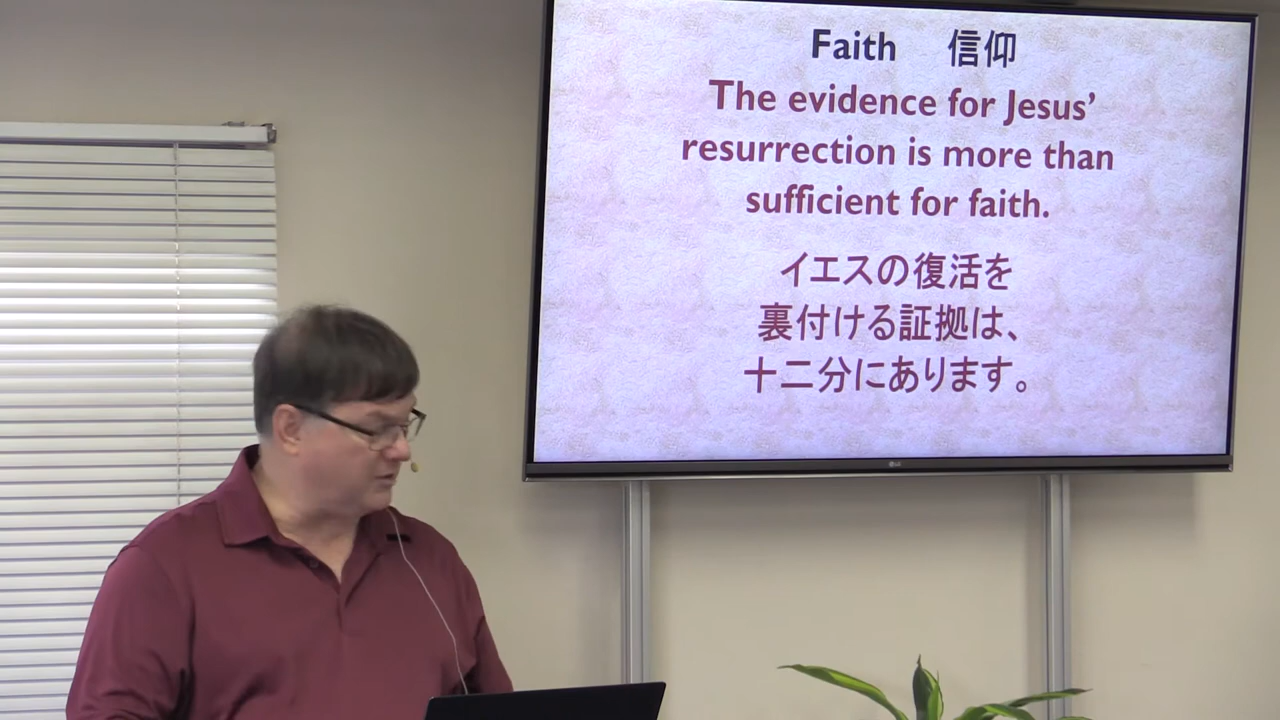 Faith 信仰
The evidence for Jesus’
resurrection is more than
sufficient for faith.
イエスの復活を
裏付ける証拠は、
十二分にあります。
LG